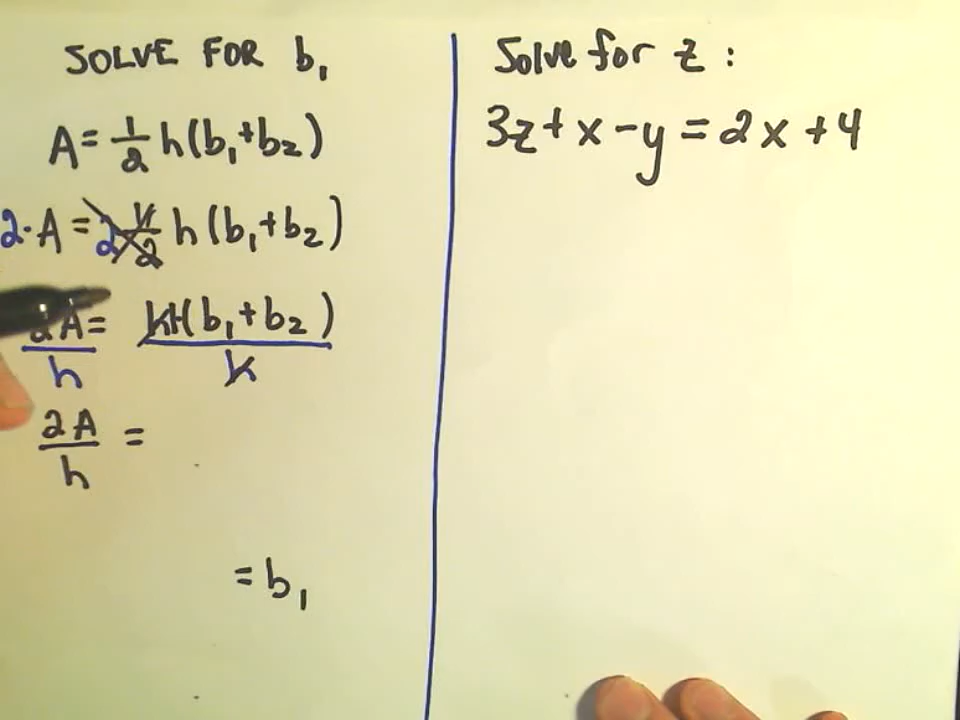 SOLVE FOR b₁
A = 1/2 h(b₁+b₂)
2·A = 2 1/2 h(b₁+b₂)
2A/h = h(b₁+b₂)/h
2A/h =
= b₁
Solve for z:
3z+x-y=2x+4